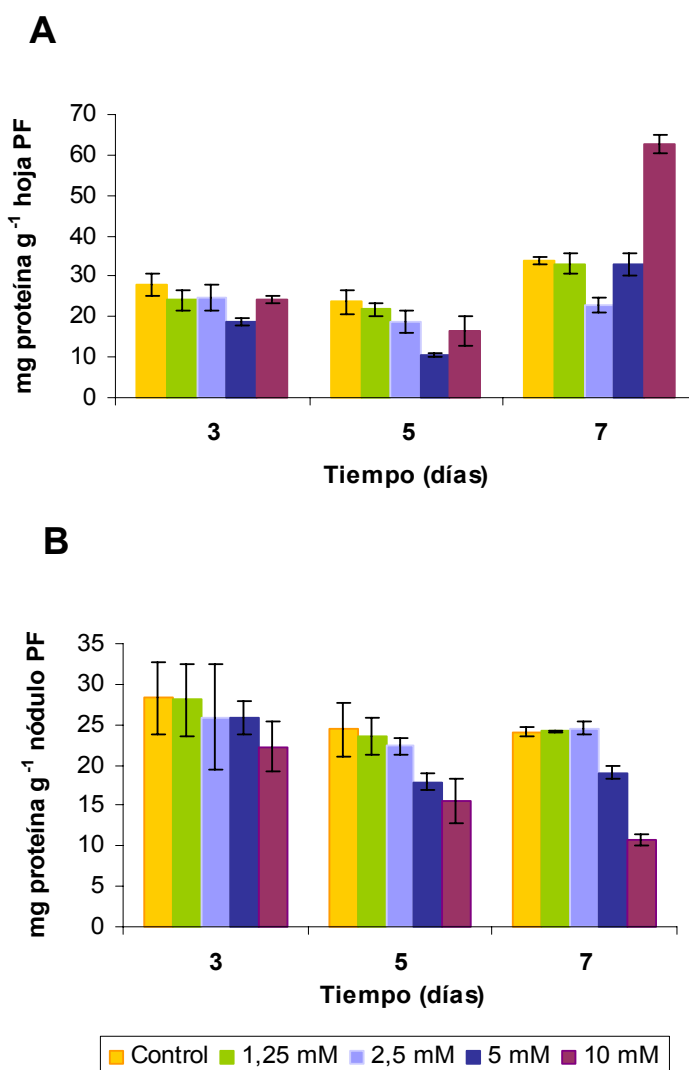 A
mg proteína g-1 hoja PF
70
60
50
40
30
20
10
0
3 5 7
Tiempo (días)
B
mg proteína g-1 nódulo PF
35
30
25
20
15
10
5
0
3 5 7
Tiempo (días)
Control 1,25 mM 2,5 mM 5 mM 10 mM